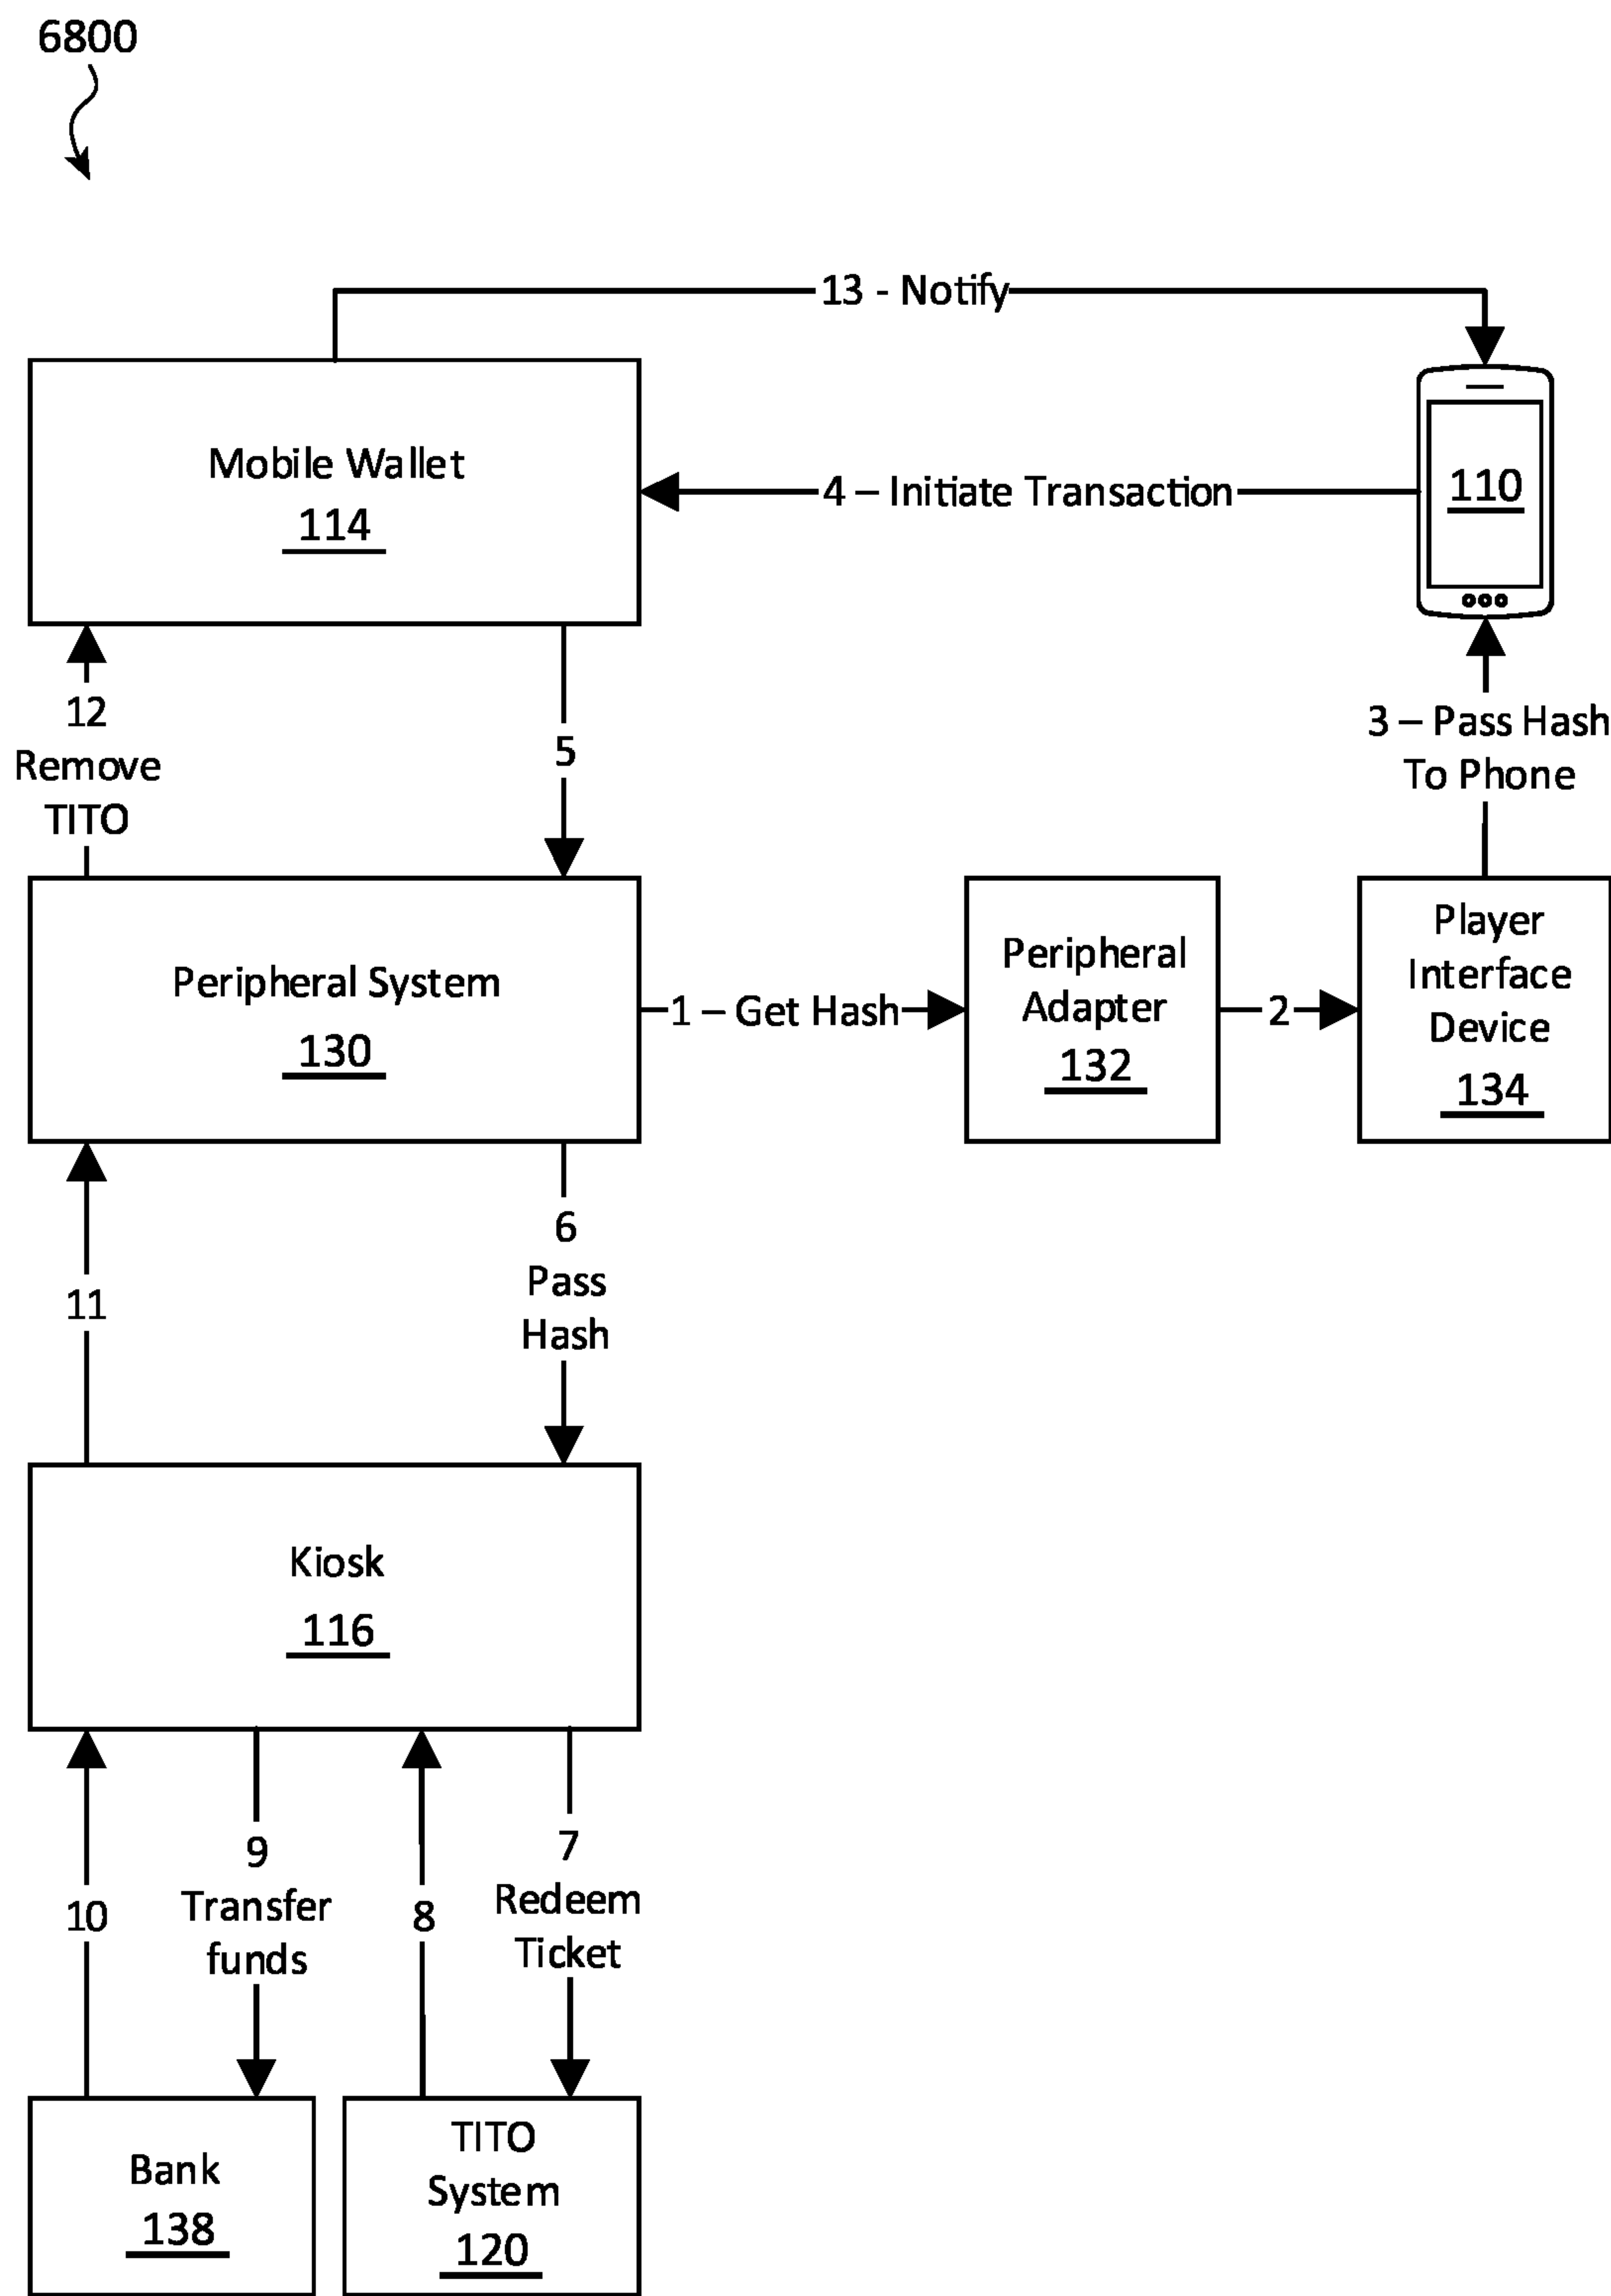 6800
13 - Notify
Mobile Wallet
114
4 – Initiate Transaction
110
12
Remove
TITO
5
3 – Pass Hash
To Phone
Peripheral System
130
1 – Get Hash
Peripheral
Adapter
132
2
Player
Interface
Device
134
11
6
Pass
Hash
Kiosk
116
10
9
Transfer
funds
8
7
Redeem
Ticket
Bank
138
TITO
System
120